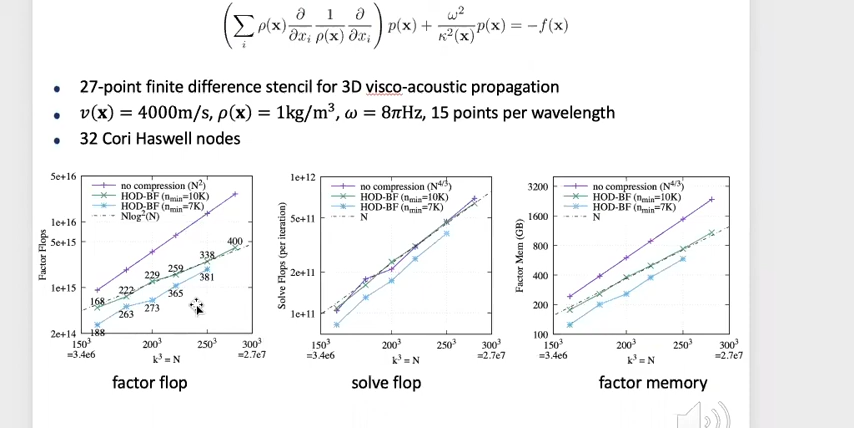 (∑ᵢ ρ(x) ∂/∂xᵢ 1/ρ(x) ∂/∂xᵢ) p(x) + ω²/κ²(x) p(x) = −f(x)
• 27-point finite difference stencil for 3D visco-acoustic propagation
• v(x) = 4000m/s, ρ(x) = 1kg/m³, ω = 8πHz, 15 points per wavelength
• 32 Cori Haswell nodes
5e+16
1e+16
5e+15
1e+15
2e+14
Factor Flops
no compression (N²)
HOD-BF (nmin=10K)
HOD-BF (nmin=7K)
Nlog²(N)
168
222
229
259
338
400
188
263
273
365
381
150³ 200³ 250³ 300³
=3.4e6 k³ = N =2.7e7
factor flop
1e+12
5e+11
2e+11
1e+11
Solve Flops (per iteration)
no compression (N⁴ᐟ³)
HOD-BF (nmin=10K)
HOD-BF (nmin=7K)
N
150³ 200³ 250³ 300³
=3.4e6 k³ = N =2.7e7
solve flop
3200
1600
800
400
200
100
Factor Mem (GB)
no compression (N⁴ᐟ³)
HOD-BF (nmin=10K)
HOD-BF (nmin=7K)
N
150³ 200³ 250³ 300³
=3.4e6 k³ = N =2.7e7
factor memory